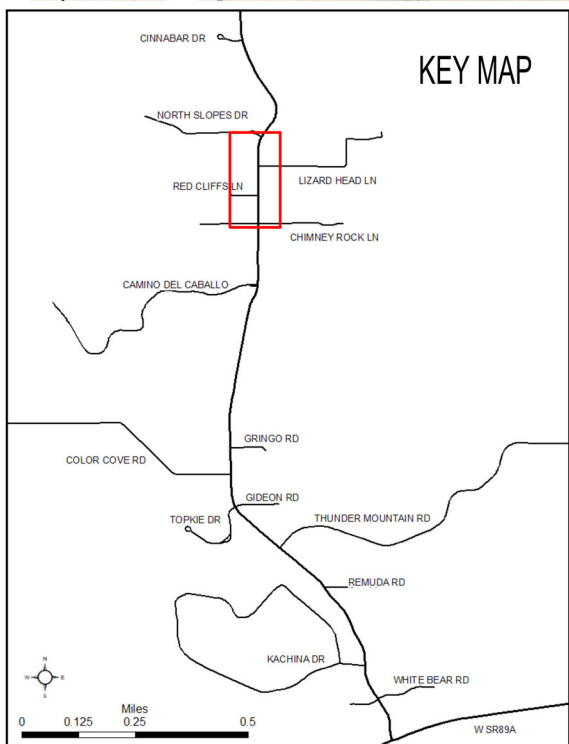 CINNABAR DR
KEY MAP
NORTH SLOPES DR
LIZARD HEAD LN
RED CLIFFS LN
CHIMNEY ROCK LN
CAMINO DEL CABALLO
GRINGO RD
COLOR COVE RD
GIDEON RD
TOPKIE DR
THUNDER MOUNTAIN RD
REMUDA RD
KACHINA DR
N
W E
S
WHITE BEAR RD
Miles
0 0.125 0.25 0.5
W SR89A